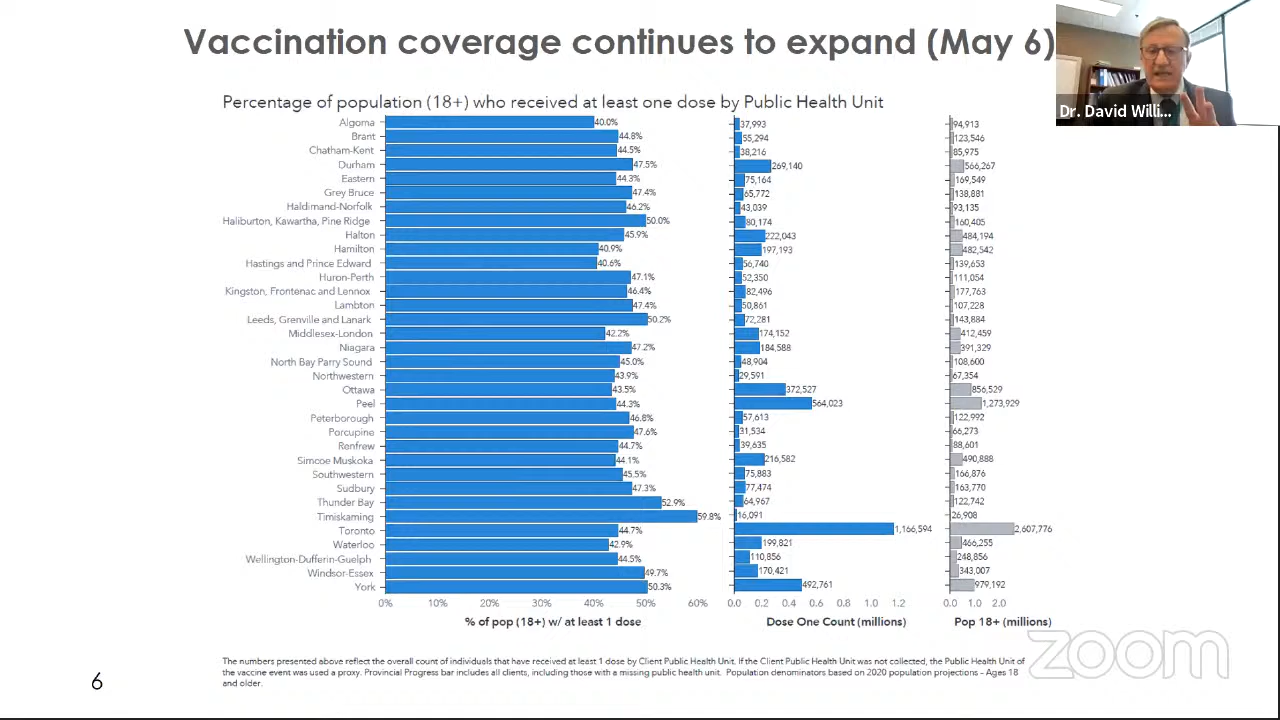 Vaccination coverage continues to expand (May 6)
Dr. David Willi...
Percentage of population (18+) who received at least one dose by Public Health Unit
Algoma 40.0% 37,993 94,913
Brant 44.8% 55,294 123,546
Chatham-Kent 44.5% 38,216 85,975
Durham 47.5% 269,140 566,267
Eastern 44.3% 75,164 169,549
Grey Bruce 47.4% 65,772 138,881
Haldimand-Norfolk 46.2% 43,039 93,135
Haliburton, Kawartha, Pine Ridge 50.0% 80,174 160,405
Halton 45.9% 222,043 484,194
Hamilton 40.9% 197,193 482,542
Hastings and Prince Edward 40.6% 56,740 139,653
Huron-Perth 47.1% 52,350 111,054
Kingston, Frontenac and Lennox 46.4% 82,496 177,763
Lambton 47.4% 50,861 107,228
Leeds, Grenville and Lanark 50.2% 72,281 143,884
Middlesex-London 42.2% 174,152 412,459
Niagara 47.2% 184,588 391,329
North Bay Parry Sound 45.0% 48,904 108,600
Northwestern 43.9% 29,591 67,354
Ottawa 43.5% 372,527 856,529
Peel 44.3% 564,023 1,273,929
Peterborough 46.8% 57,613 122,992
Porcupine 47.6% 31,534 66,273
Renfrew 44.7% 39,635 88,601
Simcoe Muskoka 44.1% 216,582 490,888
Southwestern 45.5% 75,883 166,876
Sudbury 47.3% 77,474 163,770
Thunder Bay 52.9% 64,967 122,742
Timiskaming 59.8% 16,091 26,908
Toronto 44.7% 1,166,594 2,607,776
Waterloo 42.9% 199,821 466,255
Wellington-Dufferin-Guelph 44.5% 110,856 248,856
Windsor-Essex 49.7% 170,421 343,007
York 50.3% 492,761 979,192
0% 10% 20% 30% 40% 50% 60% 0.0 0.2 0.4 0.6 0.8 1.0 1.2 0.0 1.0 2.0
% of pop (18+) w/ at least 1 dose Dose One Count (millions) Pop 18+ (millions)
zoom
The numbers presented above reflect the overall count of individuals that have received at least 1 dose by Client Public Health Unit. If the Client Public Health Unit was not collected, the Public Health Unit of
the vaccine event was used a proxy. Provincial Progress bar includes all clients, including those with a missing public health unit. Population denominators based on 2020 population projections - Ages 18
and older.
6